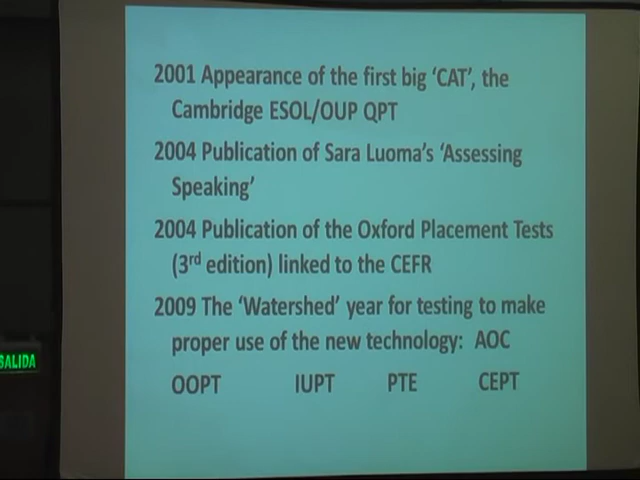 2001 Appearance of the first big ‘CAT’, the
Cambridge ESOL/OUP QPT
2004 Publication of Sara Luoma’s ‘Assessing
Speaking’
2004 Publication of the Oxford Placement Tests
(3rd edition) linked to the CEFR
2009 The ‘Watershed’ year for testing to make
proper use of the new technology: AOC
OOPT IUPT PTE CEPT
SALIDA